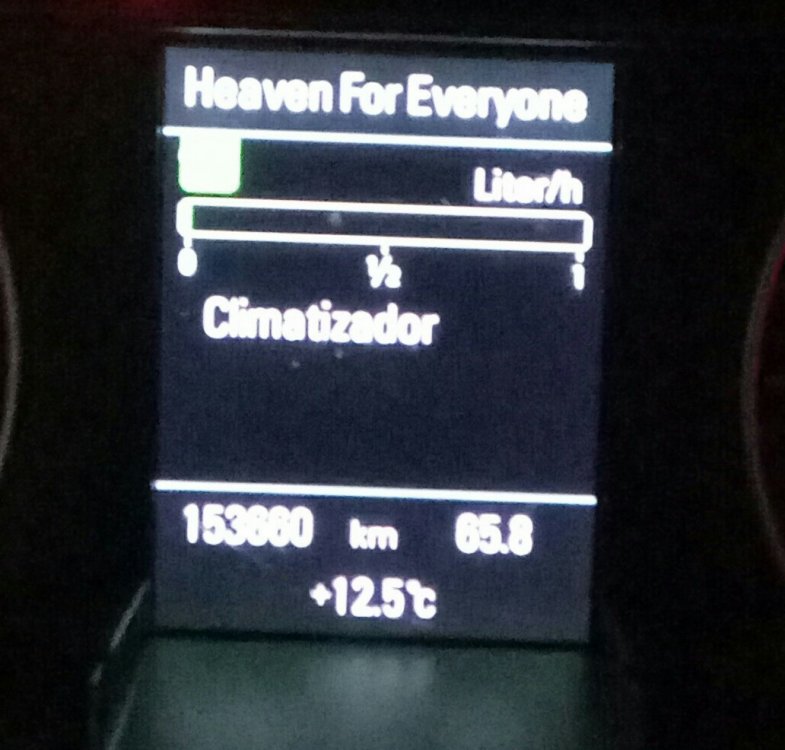 Heaven For Everyone
Liter/h
0 ½ 1
Climatizador
153660 km 65.8
+12.5°C